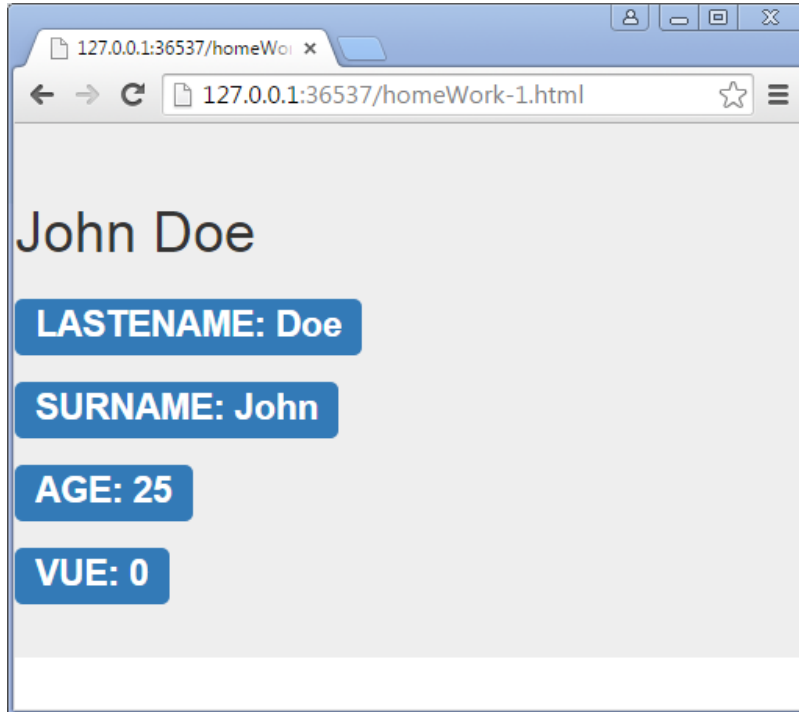 127.0.0.1:36537/homeWo
127.0.0.1:36537/homeWork-1.html
John Doe
LASTENAME: Doe
SURNAME: John
AGE: 25
VUE: 0